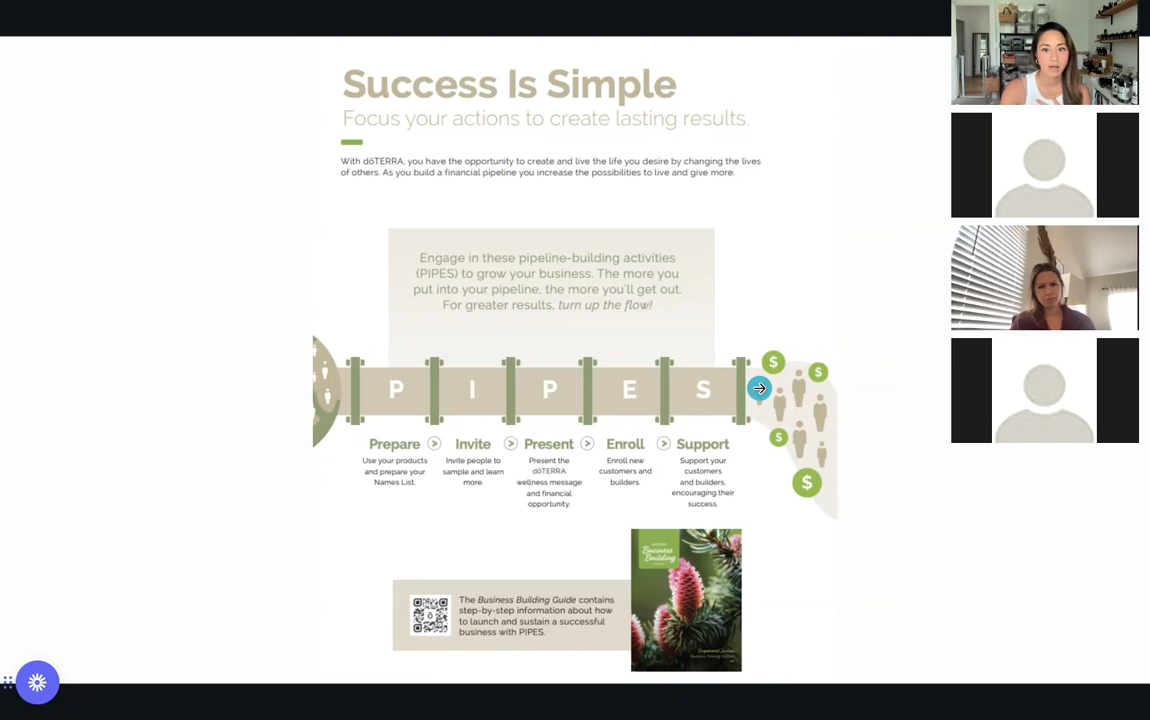 Success Is Simple
Focus your actions to create lasting results.
With dōTERRA, you have the opportunity to create and live the life you desire by changing the lives
of others. As you build a financial pipeline you increase the possibilities to live and give more.
Engage in these pipeline-building activities
(PIPES) to grow your business. The more you
put into your pipeline, the more you'll get out.
For greater results, turn up the flow!
P I P E S
$ $ $ $
Prepare Invite Present Enroll Support
Use your products
and prepare your
Names List.
Invite people to
sample and learn
more.
Present the
dōTERRA
wellness message
and financial
opportunity.
Enroll new
customers and
builders.
Support your
customers
and builders,
encouraging their
success.
The Business Building Guide contains
step-by-step information about how
to launch and sustain a successful
business with PIPES.
Business
Building